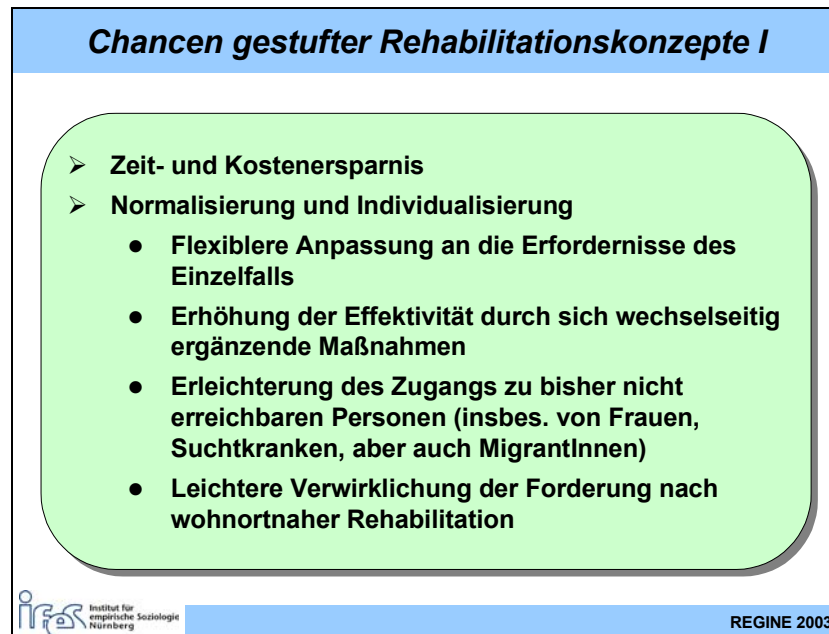 Chancen gestufter Rehabilitationskonzepte I
➢ Zeit- und Kostenersparnis
➢ Normalisierung und Individualisierung
● Flexiblere Anpassung an die Erfordernisse des
Einzelfalls
● Erhöhung der Effektivität durch sich wechselseitig
ergänzende Maßnahmen
● Erleichterung des Zugangs zu bisher nicht
erreichbaren Personen (insbes. von Frauen,
Suchtkranken, aber auch MigrantInnen)
● Leichtere Verwirklichung der Forderung nach
wohnortnaher Rehabilitation
ifes
Institut für
empirische Soziologie
Nürnberg
REGINE 2003